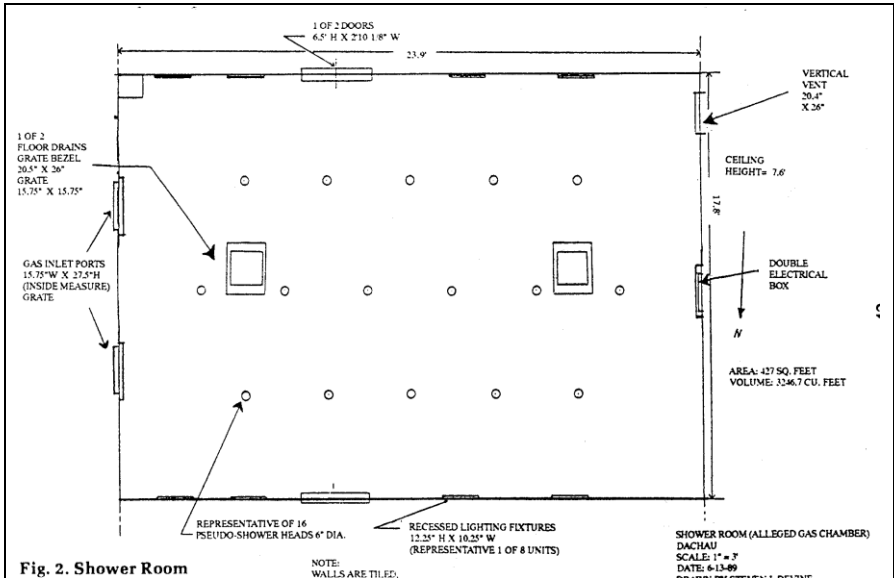 1 OF 2 DOORS
6.5' H X 2'10 1/8" W
23.9'
VERTICAL
VENT
20.4"
X 26"
1 OF 2
FLOOR DRAINS
GRATE BEZEL
20.5" X 26"
GRATE
15.75" X 15.75"
CEILING
HEIGHT= 7.6'
17.8'
GAS INLET PORTS
15.75"W X 27.5"H
(INSIDE MEASURE)
GRATE
DOUBLE
ELECTRICAL
BOX
N
AREA: 427 SQ. FEET
VOLUME: 3246.7 CU. FEET
REPRESENTATIVE OF 16
PSEUDO-SHOWER HEADS 6" DIA.
RECESSED LIGHTING FIXTURES
12.25" H X 10.25" W
(REPRESENTATIVE 1 OF 8 UNITS)
SHOWER ROOM (ALLEGED GAS CHAMBER)
DACHAU
SCALE: 1" = 3'
DATE: 6-13-89
Fig. 2. Shower Room
NOTE:
WALLS ARE TILED.